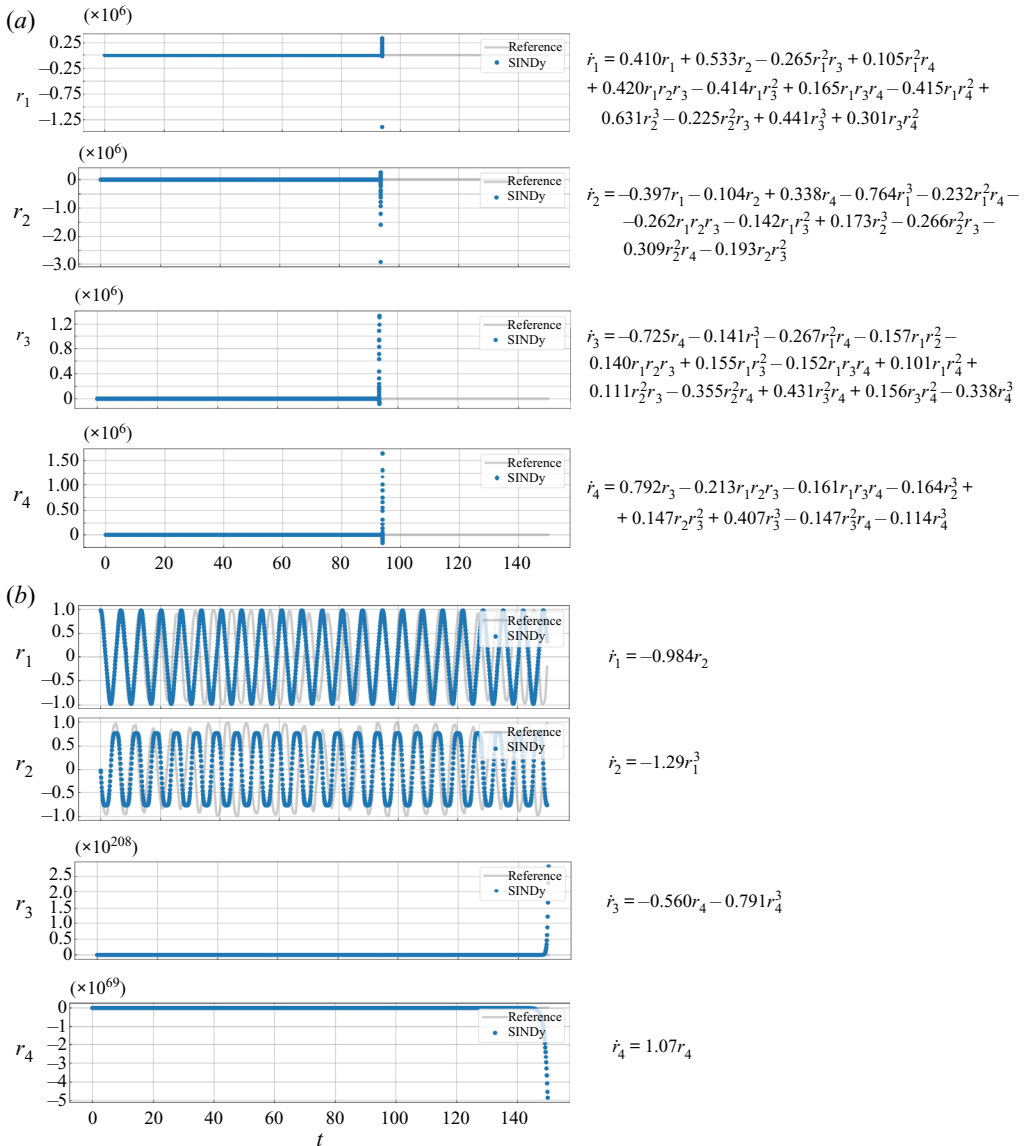 (a)
(×10^6)
0.25
−0.25
−0.75
−1.25
r_1
Reference
SINDy
ṙ_1 = 0.410r_1 + 0.533r_2 − 0.265r_1^2r_3 + 0.105r_1^2r_4
+ 0.420r_1r_2r_3 − 0.414r_1r_3^2 + 0.165r_1r_3r_4 − 0.415r_1r_4^2 +
0.631r_2^3 − 0.225r_2^2r_3 + 0.441r_3^3 + 0.301r_3r_4^2
(×10^6)
0
−1.0
−2.0
−3.0
r_2
Reference
SINDy
ṙ_2 = −0.397r_1 − 0.104r_2 + 0.338r_4 − 0.764r_1^3 − 0.232r_1^2r_4 −
−0.262r_1r_2r_3 − 0.142r_1r_3^2 + 0.173r_2^3 − 0.266r_2^2r_3 −
0.309r_2^2r_4 − 0.193r_2r_3^2
(×10^6)
1.2
0.8
0.4
0
r_3
Reference
SINDy
ṙ_3 = −0.725r_4 − 0.141r_1^3 − 0.267r_1^2r_4 − 0.157r_1r_2^2 −
0.140r_1r_2r_3 + 0.155r_1r_3^2 − 0.152r_1r_3r_4 + 0.101r_1r_4^2 +
0.111r_2^2r_3 − 0.355r_2^2r_4 + 0.431r_3^2r_4 + 0.156r_3r_4^2 − 0.338r_4^3
(×10^6)
1.50
1.00
0.50
0
r_4
Reference
SINDy
ṙ_4 = 0.792r_3 − 0.213r_1r_2r_3 − 0.161r_1r_3r_4 − 0.164r_2^3 +
+ 0.147r_2r_3^2 + 0.407r_3^3 − 0.147r_3^2r_4 − 0.114r_4^3
0 20 40 60 80 100 120 140
(b)
1.0
0.5
0
−0.5
−1.0
r_1
Reference
SINDy
ṙ_1 = −0.984r_2
1.0
0.5
0
−0.5
−1.0
r_2
Reference
SINDy
ṙ_2 = −1.29r_1^3
(×10^208)
2.5
2.0
1.5
1.0
0.5
0
r_3
Reference
SINDy
ṙ_3 = −0.560r_4 − 0.791r_4^3
(×10^69)
0
−1
−2
−3
−4
−5
r_4
Reference
SINDy
ṙ_4 = 1.07r_4
0 20 40 60 80 100 120 140
t